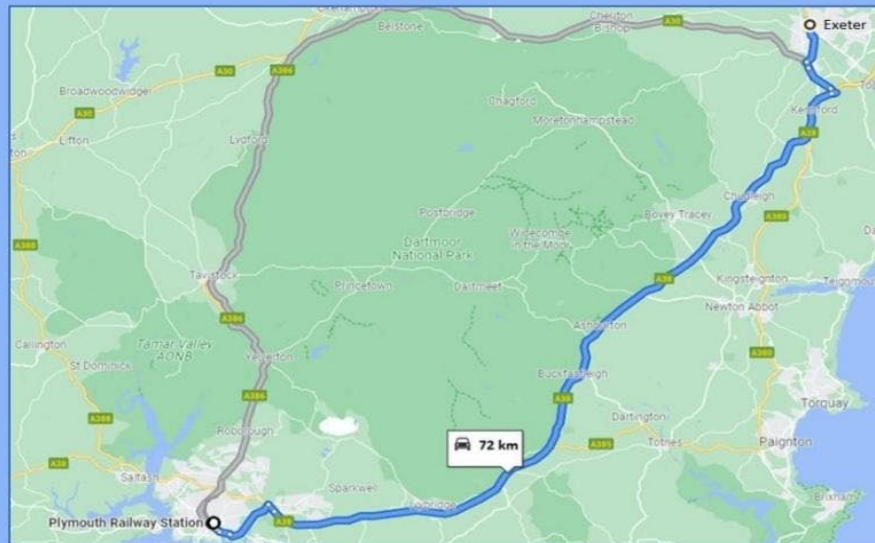 Belstone
Cheriton
Bishop
A30
Exeter
A386
A30
Broadwoodwidger
Chagford
A30
Lifton
Moretonhampstead
Lydford
Chudleigh
Postbridge
Bovey Tracey
A380
Widecombe
in the Moor
A388
Dartmoor
National Park
Tavistock
Princetown
Dartmeet
A38
Kingsteignton
Teignmou
Newton Abbot
A386
Ashburton
Callington
Tamar Valley
AONB
Yelverton
A380
St Dominick
Buckfastleigh
A386
A38
Torquay
A388
Dartington
Roborough
72 km
A385
Totnes
Paignton
A38
Saltash
Sparkwell
Ivybridge
Brixham
Plymouth Railway Station
A38